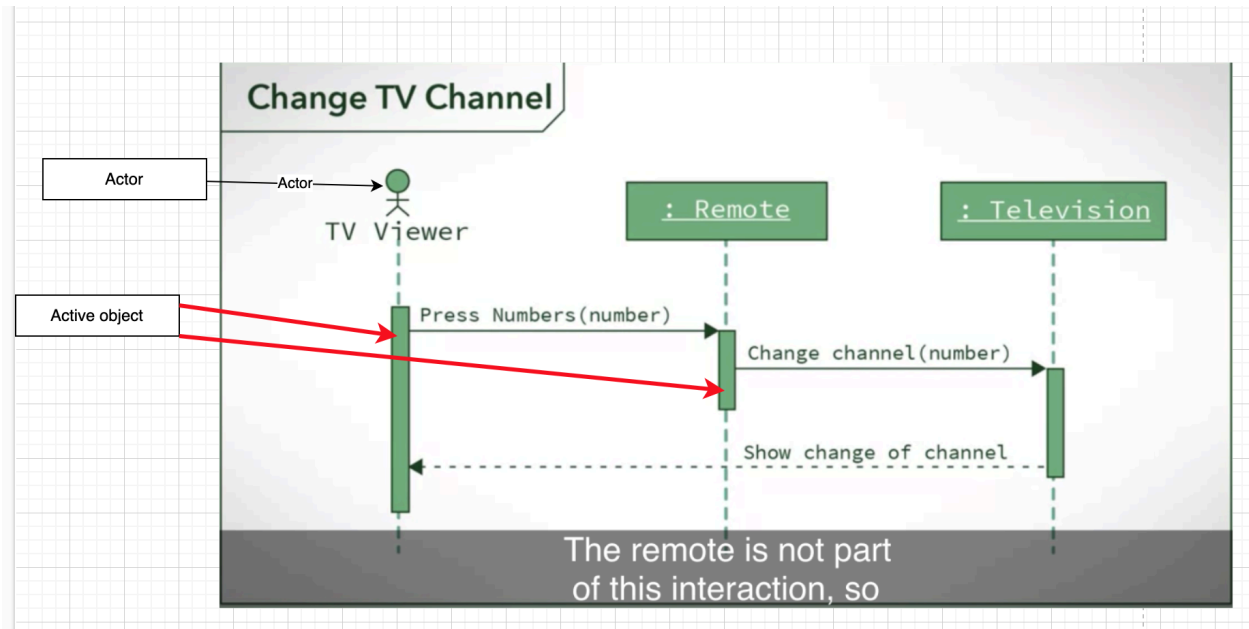 Change TV Channel
Actor
Actor
TV Viewer
: Remote
: Television
Active object
Press Numbers(number)
Change channel(number)
Show change of channel
The remote is not part
of this interaction, so